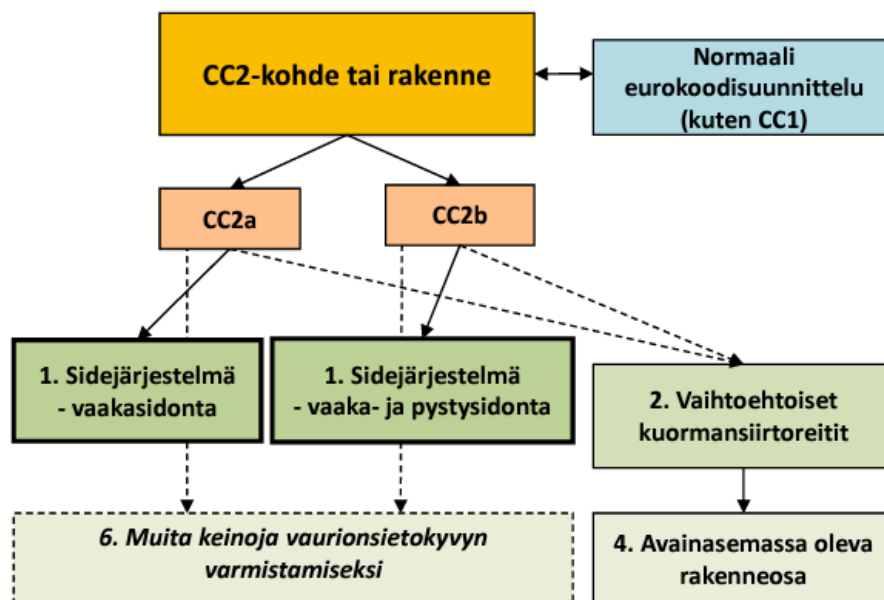 CC2-kohde tai rakenne
Normaali
eurokoodisuunnittelu
(kuten CC1)
CC2a
CC2b
1. Sidejärjestelmä
- vaakasidonta
1. Sidejärjestelmä
- vaaka- ja pystysidonta
2. Vaihtoehtoiset
kuormansiirtoreitit
6. Muita keinoja vaurionsietokyvyn
varmistamiseksi
4. Avainasemassa oleva
rakenneosa